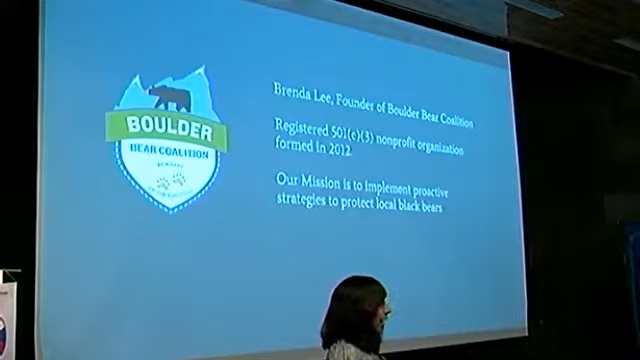 BOULDER
BEAR COALITION
Brenda Lee, Founder of Boulder Bear Coalition
Registered 501(c)(3) nonprofit organization
formed in 2012
Our Mission is to implement proactive
strategies to protect local black bears